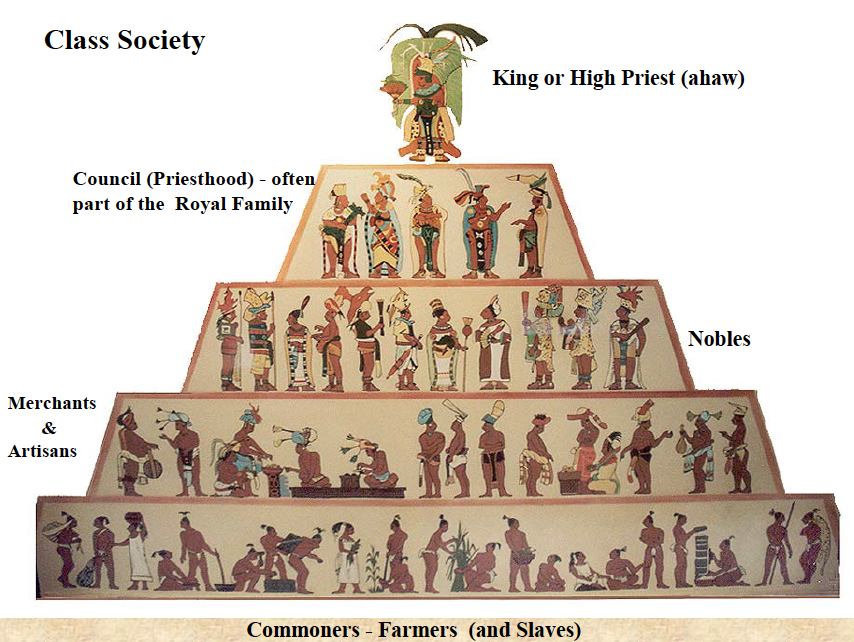 Class Society
King or High Priest (ahaw)
Council (Priesthood) - often
part of the Royal Family
Nobles
Merchants
&
Artisans
Commoners - Farmers (and Slaves)